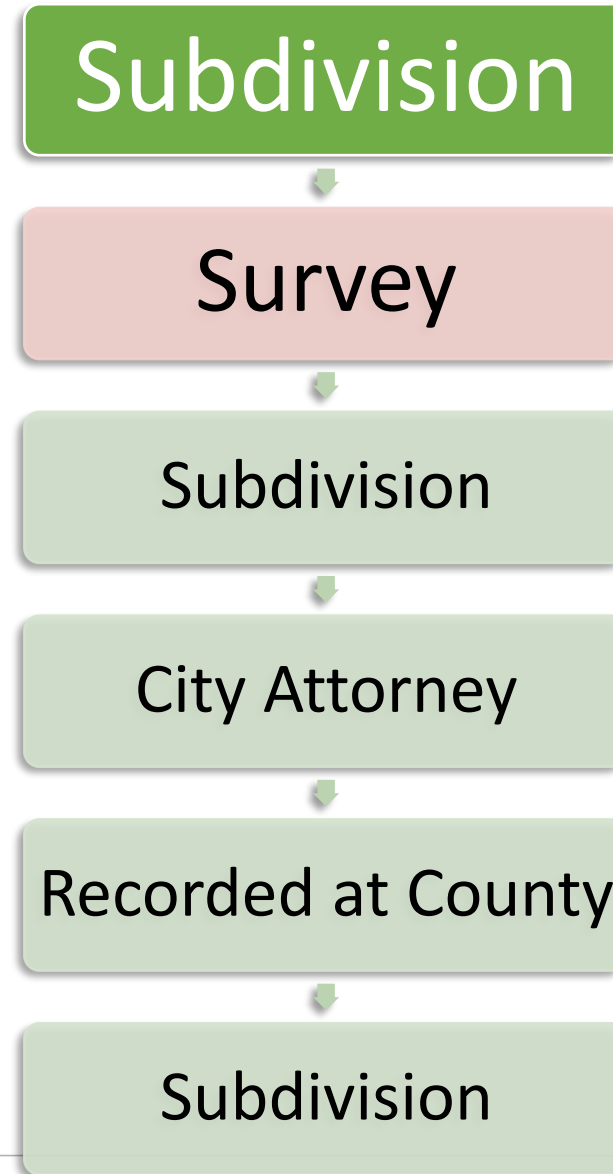 Subdivision
Survey
Subdivision
City Attorney
Recorded at County
Subdivision